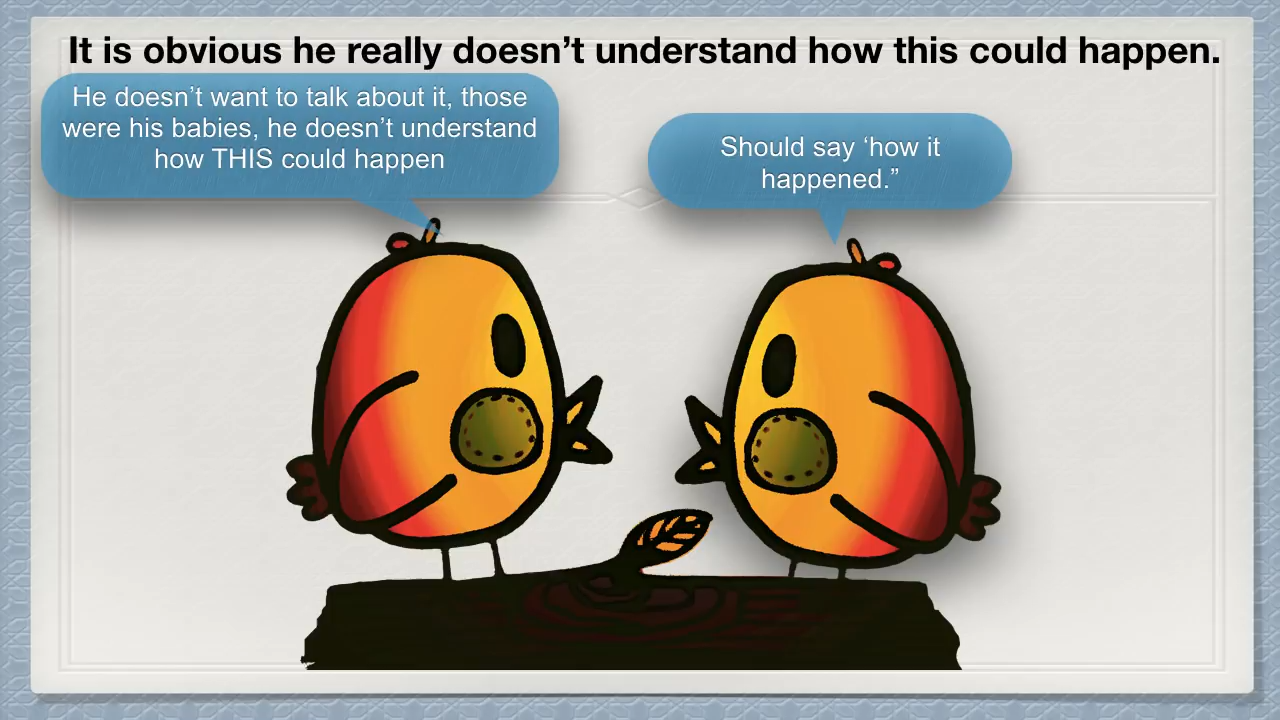 It is obvious he really doesn’t understand how this could happen.
He doesn’t want to talk about it, those
were his babies, he doesn’t understand
how THIS could happen
Should say ‘how it
happened.”